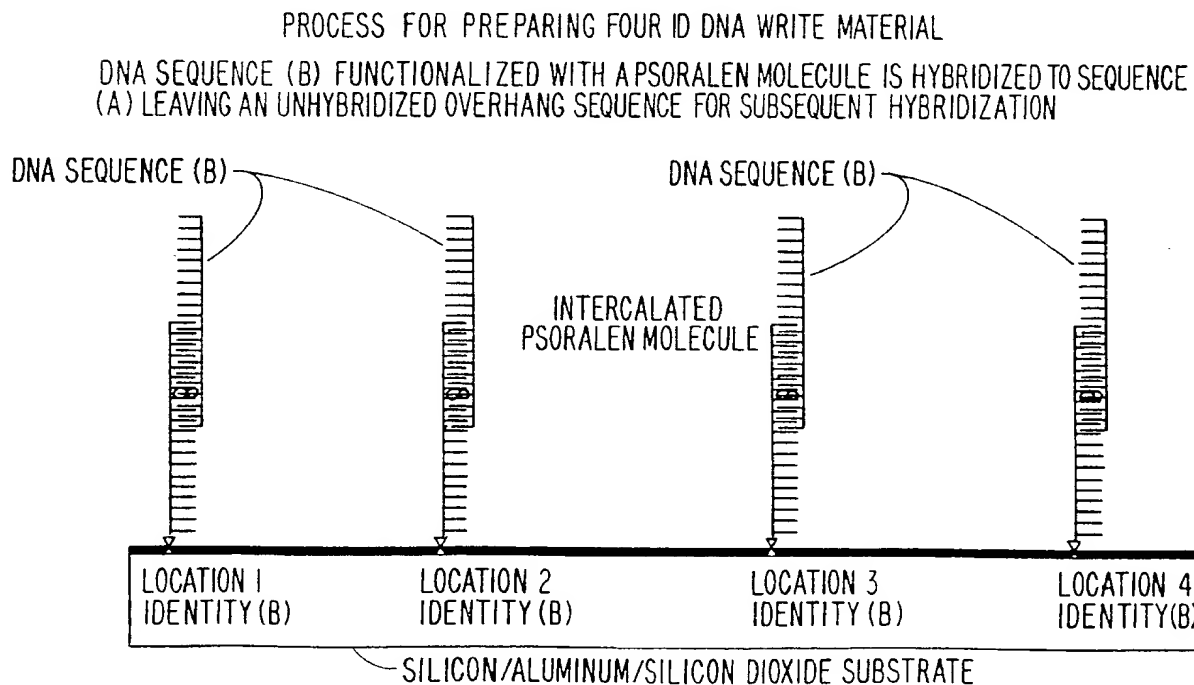 PROCESS FOR PREPARING FOUR ID DNA WRITE MATERIAL
DNA SEQUENCE (B) FUNCTIONALIZED WITH A PSORALEN MOLECULE IS HYBRIDIZED TO SEQUENCE
(A) LEAVING AN UNHYBRIDIZED OVERHANG SEQUENCE FOR SUBSEQUENT HYBRIDIZATION
DNA SEQUENCE (B)
DNA SEQUENCE (B)
INTERCALATED
PSORALEN MOLECULE
LOCATION 1
IDENTITY (B)
LOCATION 2
IDENTITY (B)
LOCATION 3
IDENTITY (B)
LOCATION 4
IDENTITY(B)
SILICON/ALUMINUM/SILICON DIOXIDE SUBSTRATE